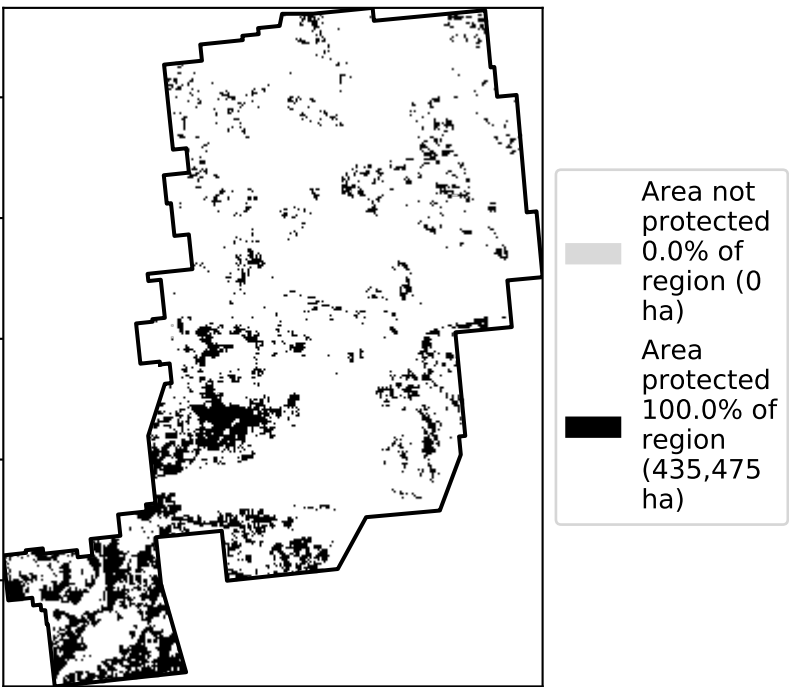 Area not
protected
0.0% of
region (0
ha)
Area
protected
100.0% of
region
(435,475
ha)